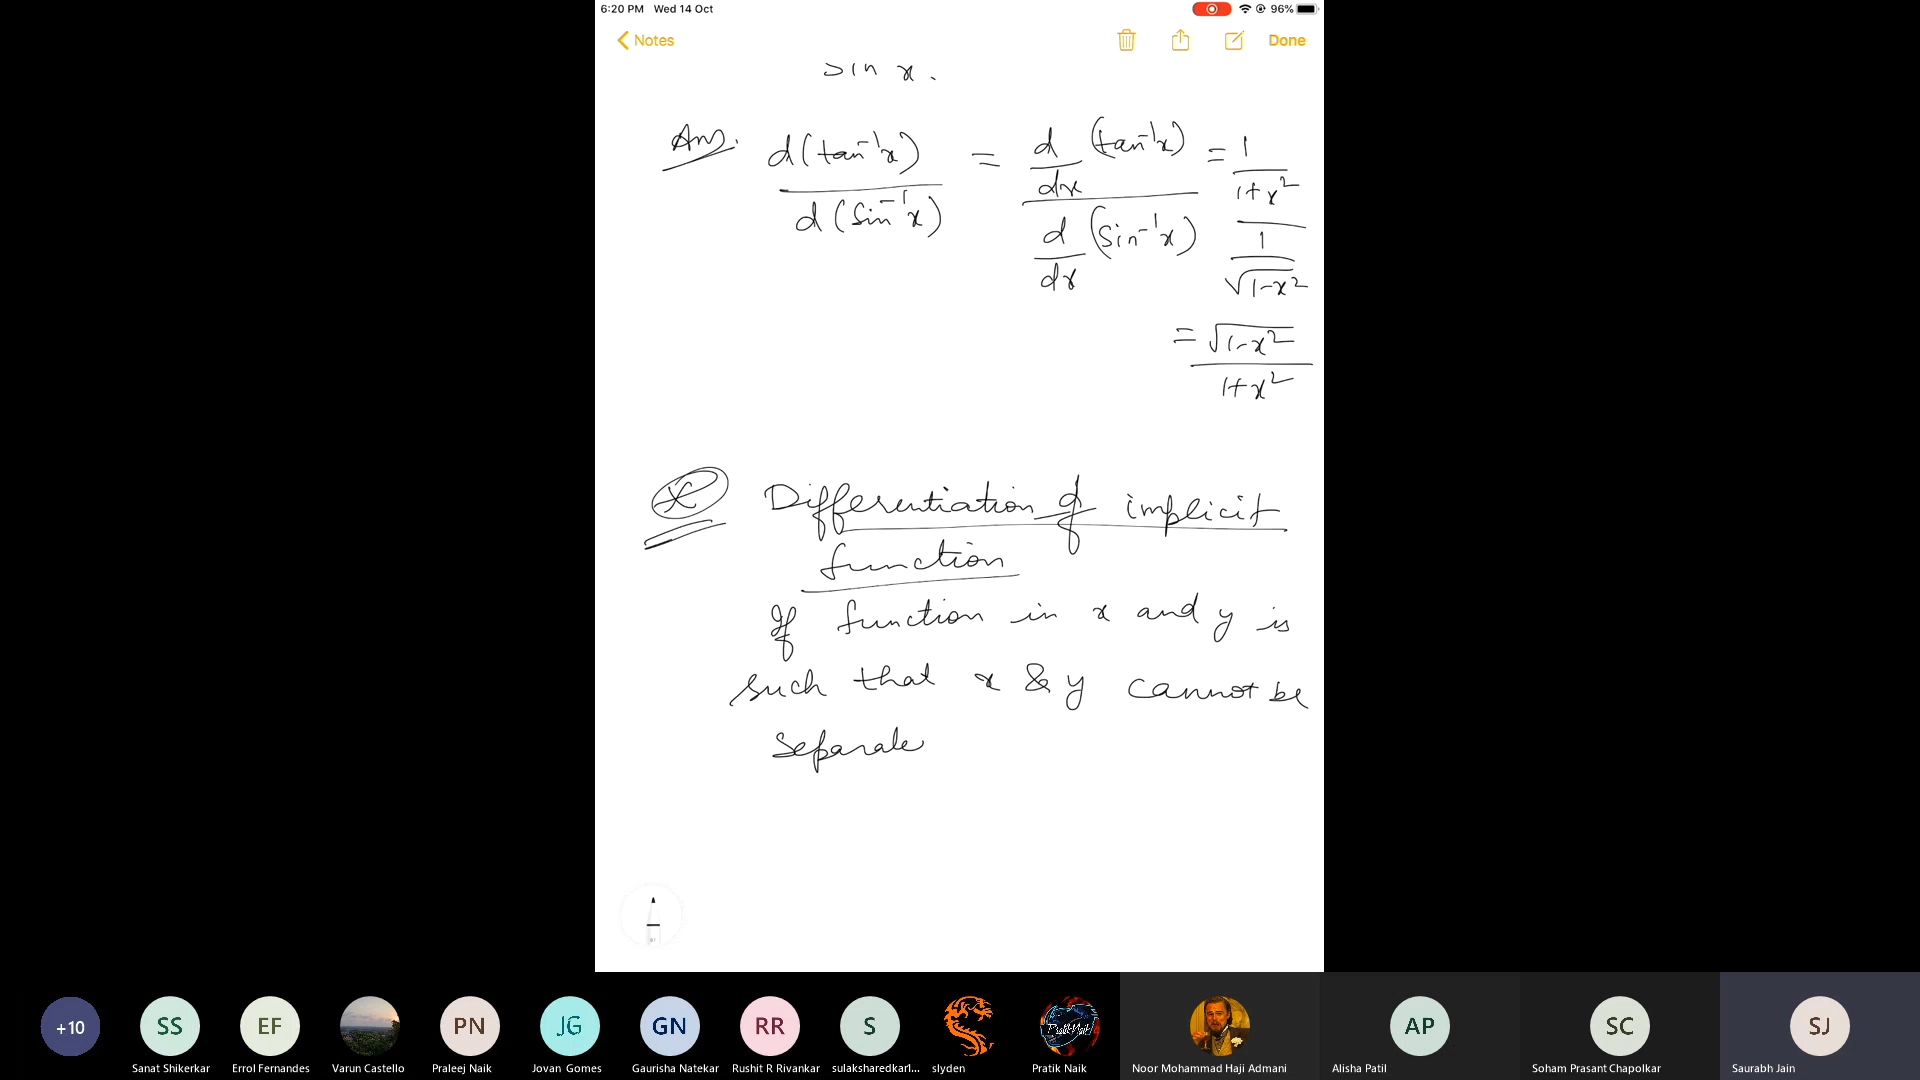 6:20 PM Wed 14 Oct
96%
Notes
Done
sin x.
Ans. d(tan⁻¹x) / d(sin⁻¹x) = d/dx (tan⁻¹x) / d/dx (sin⁻¹x) = 1/(1+x²) / 1/√(1-x²)
= √(1-x²) / (1+x²)
Differentiation of implicit
function
If function in x and y is
such that x & y cannot be
separate
+10
SS
EF
PN
JG
GN
RR
S
PratikNaik
AP
SC
SJ
Sanat Shikerkar
Errol Fernandes
Varun Castello
Praleej Naik
Jovan Gomes
Gaurisha Natekar
Rushit R Rivankar
sulaksharedkarl...
slyden
Pratik Naik
Noor Mohammad Haji Admani
Alisha Patil
Soham Prasant Chapolkar
Saurabh Jain